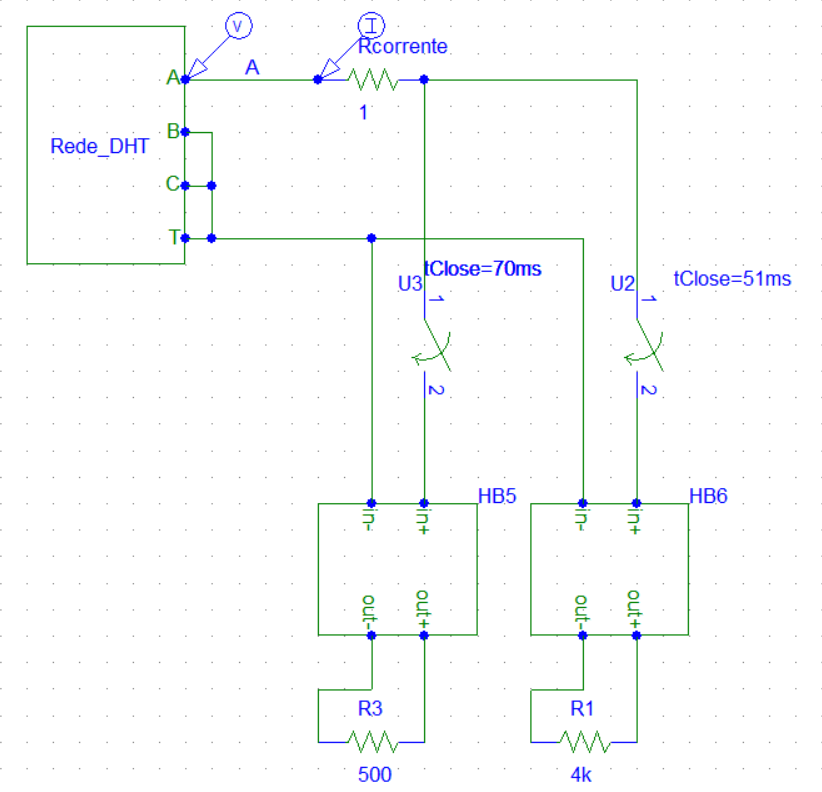 V
I
Rcorrente
A
A
1
B
Rede_DHT
C
T
tClose=70ms
tClose=51ms
U3
1
U2
1
2
2
HB5
HB6
in-
in+
in-
in+
out-
out+
out-
out+
R3
R1
500
4k